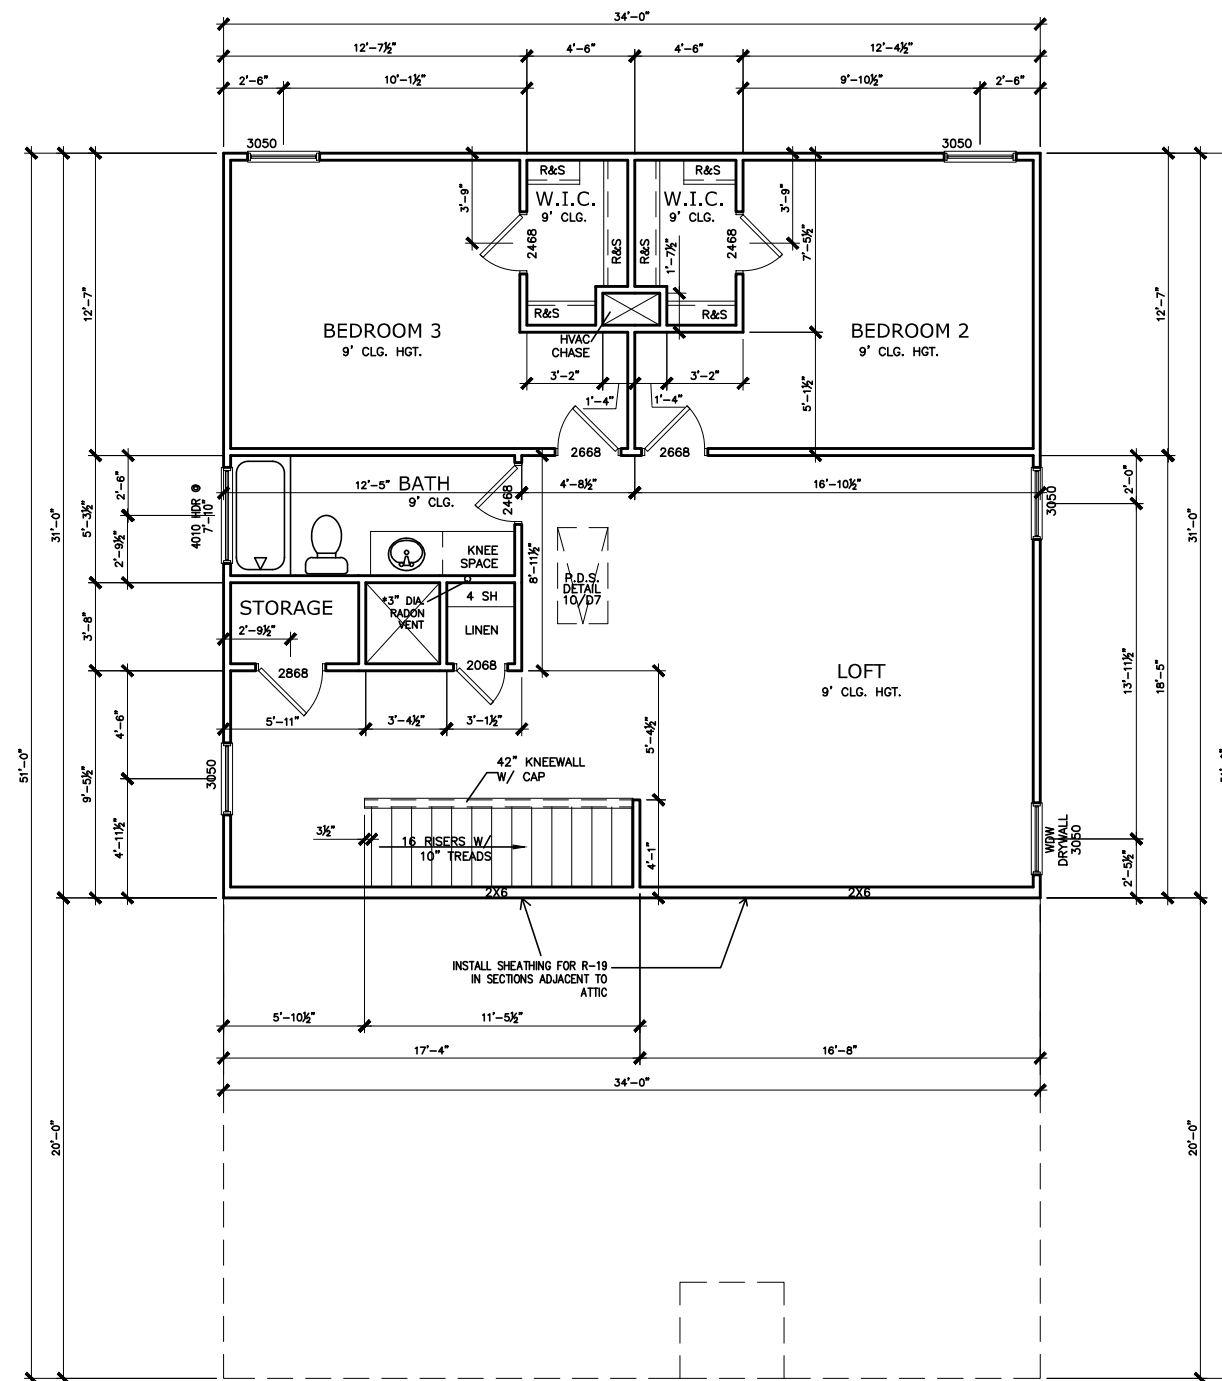 34'-0"
12'-7½"
4'-6"
4'-6"
12'-4½"
2'-6"
10'-1½"
9'-10½"
2'-6"
3050
3050
R&S
R&S
W.I.C.
9' CLG.
W.I.C.
9' CLG.
3'-9"
3'-9"
2468
2468
7'-5½"
R&S
R&S
1'-7½"
12'-7"
12'-7"
R&S
R&S
BEDROOM 3
9' CLG. HGT.
BEDROOM 2
9' CLG. HGT.
HVAC
CHASE
3'-2"
3'-2"
1'-4"
1'-4"
5'-1½"
2668
2668
2'-6"
12'-5"
BATH
9' CLG.
2468
4'-8½"
16'-10½"
2'-0"
3050
4010 HDR @
7'-10"
5'-3½"
31'-0"
31'-0"
2'-9½"
KNEE
SPACE
8'-11½"
P.D.S.
DETAIL
10/D7
STORAGE
*3" DIA.
RADON
VENT
4 SH
LINEN
3'-8"
2'-9½"
2868
2068
LOFT
9' CLG. HGT.
13'-11½"
18'-5"
4'-6"
5'-11"
3'-4½"
3'-1½"
5'-4½"
51'-0"
9'-5½"
3050
42" KNEEWALL
W/ CAP
4'-11½"
3½"
16 RISERS W/
10" TREADS
4'-1"
WDW
DRYWALL
3050
2'-5½"
2X6
2X6
INSTALL SHEATHING FOR R-19
IN SECTIONS ADJACENT TO
ATTIC
5'-10½"
11'-5½"
17'-4"
16'-8"
34'-0"
20'-0"
20'-0"